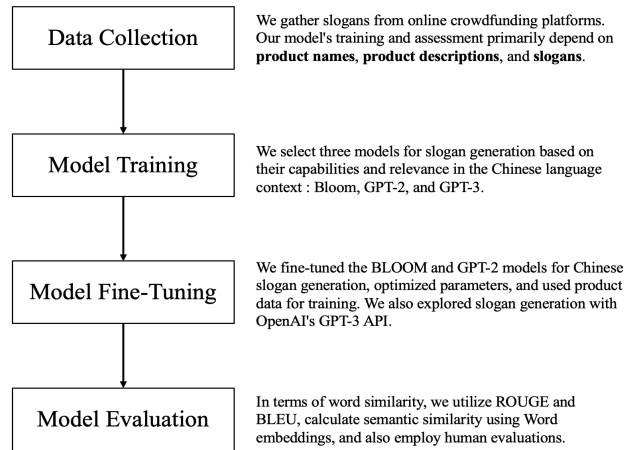 Data Collection
We gather slogans from online crowdfunding platforms.
Our model's training and assessment primarily depend on
product names, product descriptions, and slogans.
Model Training
We select three models for slogan generation based on
their capabilities and relevance in the Chinese language
context : Bloom, GPT-2, and GPT-3.
Model Fine-Tuning
We fine-tuned the BLOOM and GPT-2 models for Chinese
slogan generation, optimized parameters, and used product
data for training. We also explored slogan generation with
OpenAI's GPT-3 API.
Model Evaluation
In terms of word similarity, we utilize ROUGE and
BLEU, calculate semantic similarity using Word
embeddings, and also employ human evaluations.